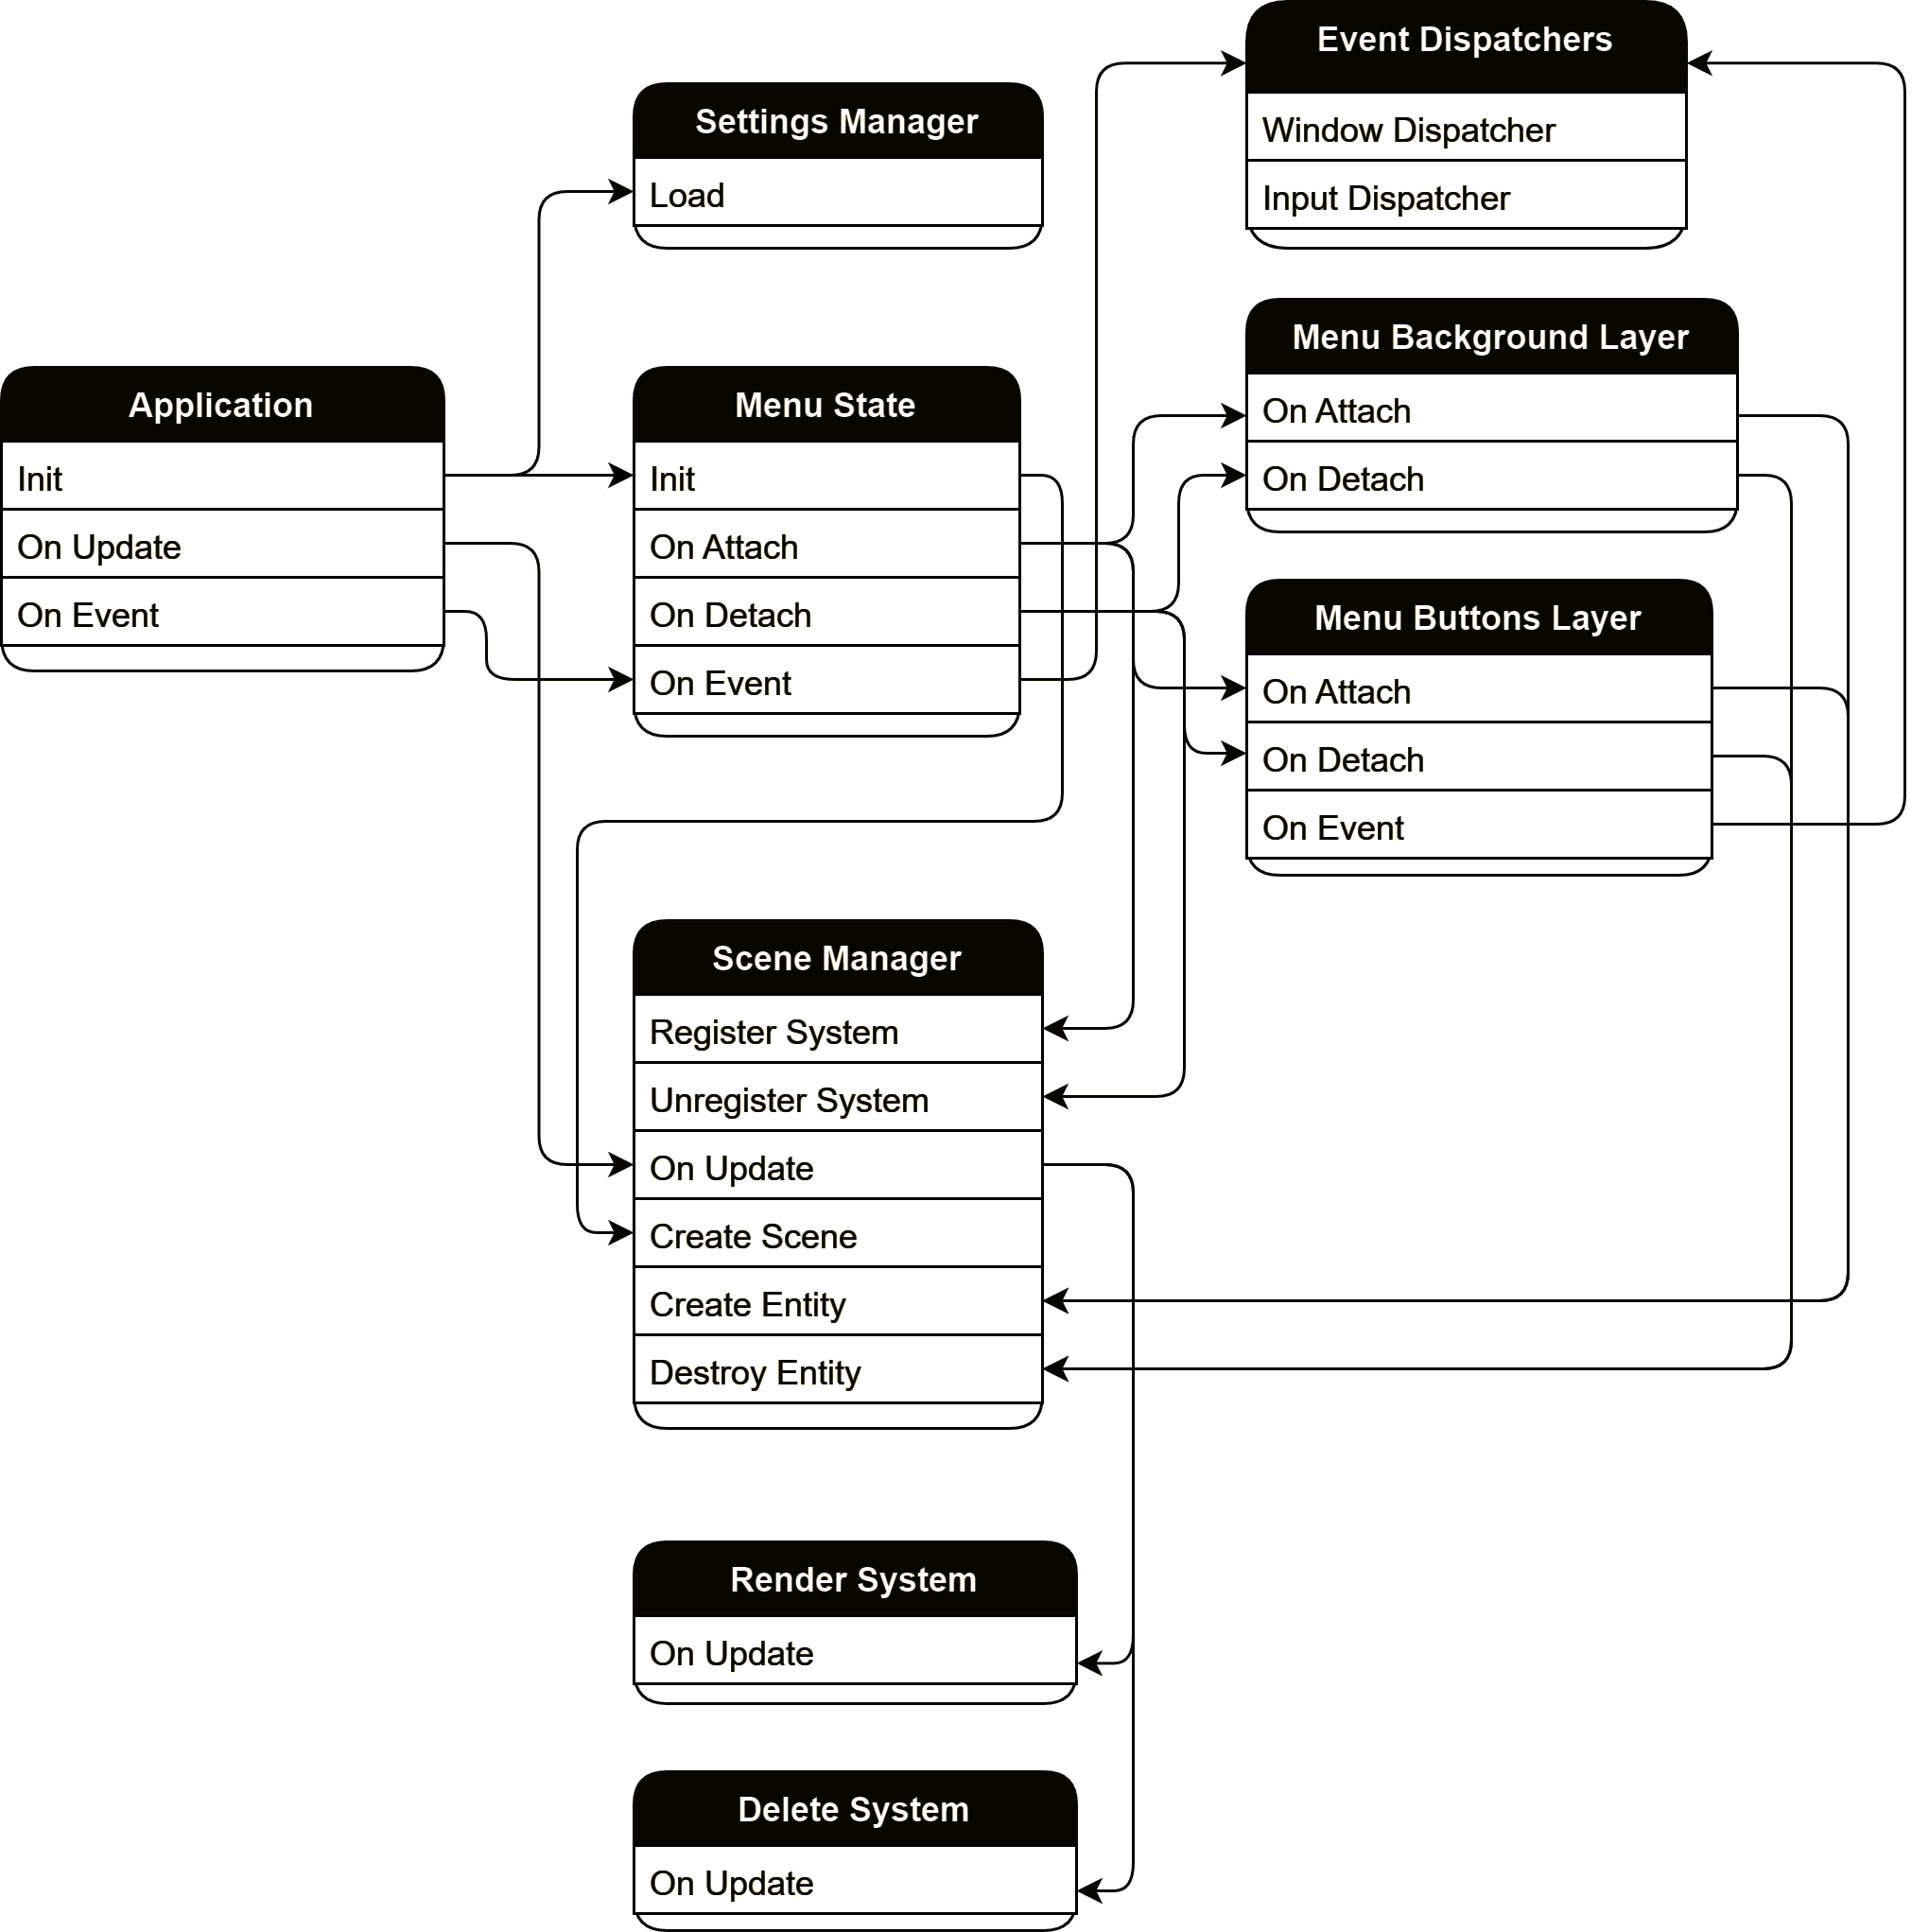 Event Dispatchers
Window Dispatcher
Input Dispatcher
Settings Manager
Load
Application
Init
On Update
On Event
Menu State
Init
On Attach
On Detach
On Event
Menu Background Layer
On Attach
On Detach
Menu Buttons Layer
On Attach
On Detach
On Event
Scene Manager
Register System
Unregister System
On Update
Create Scene
Create Entity
Destroy Entity
Render System
On Update
Delete System
On Update